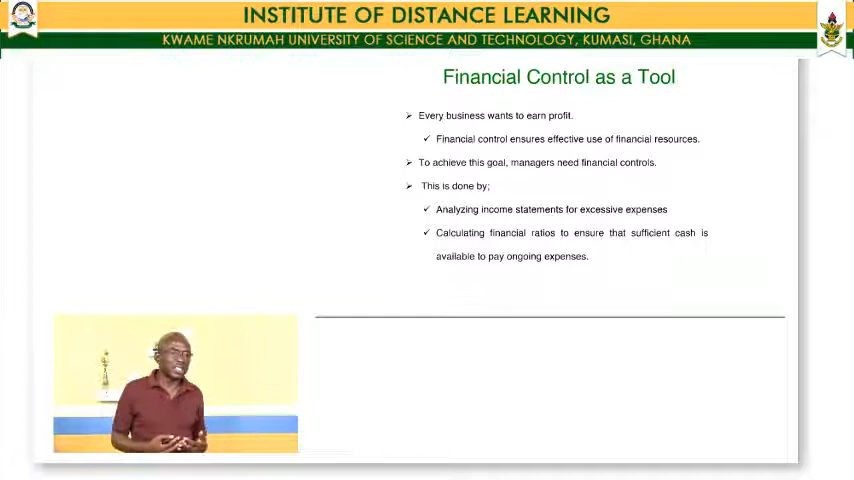 INSTITUTE OF DISTANCE LEARNING
KWAME NKRUMAH UNIVERSITY OF SCIENCE AND TECHNOLOGY, KUMASI, GHANA
Financial Control as a Tool
➢ Every business wants to earn profit.
✓ Financial control ensures effective use of financial resources.
➢ To achieve this goal, managers need financial controls.
➢ This is done by;
✓ Analyzing income statements for excessive expenses
✓ Calculating financial ratios to ensure that sufficient cash is
available to pay ongoing expenses.